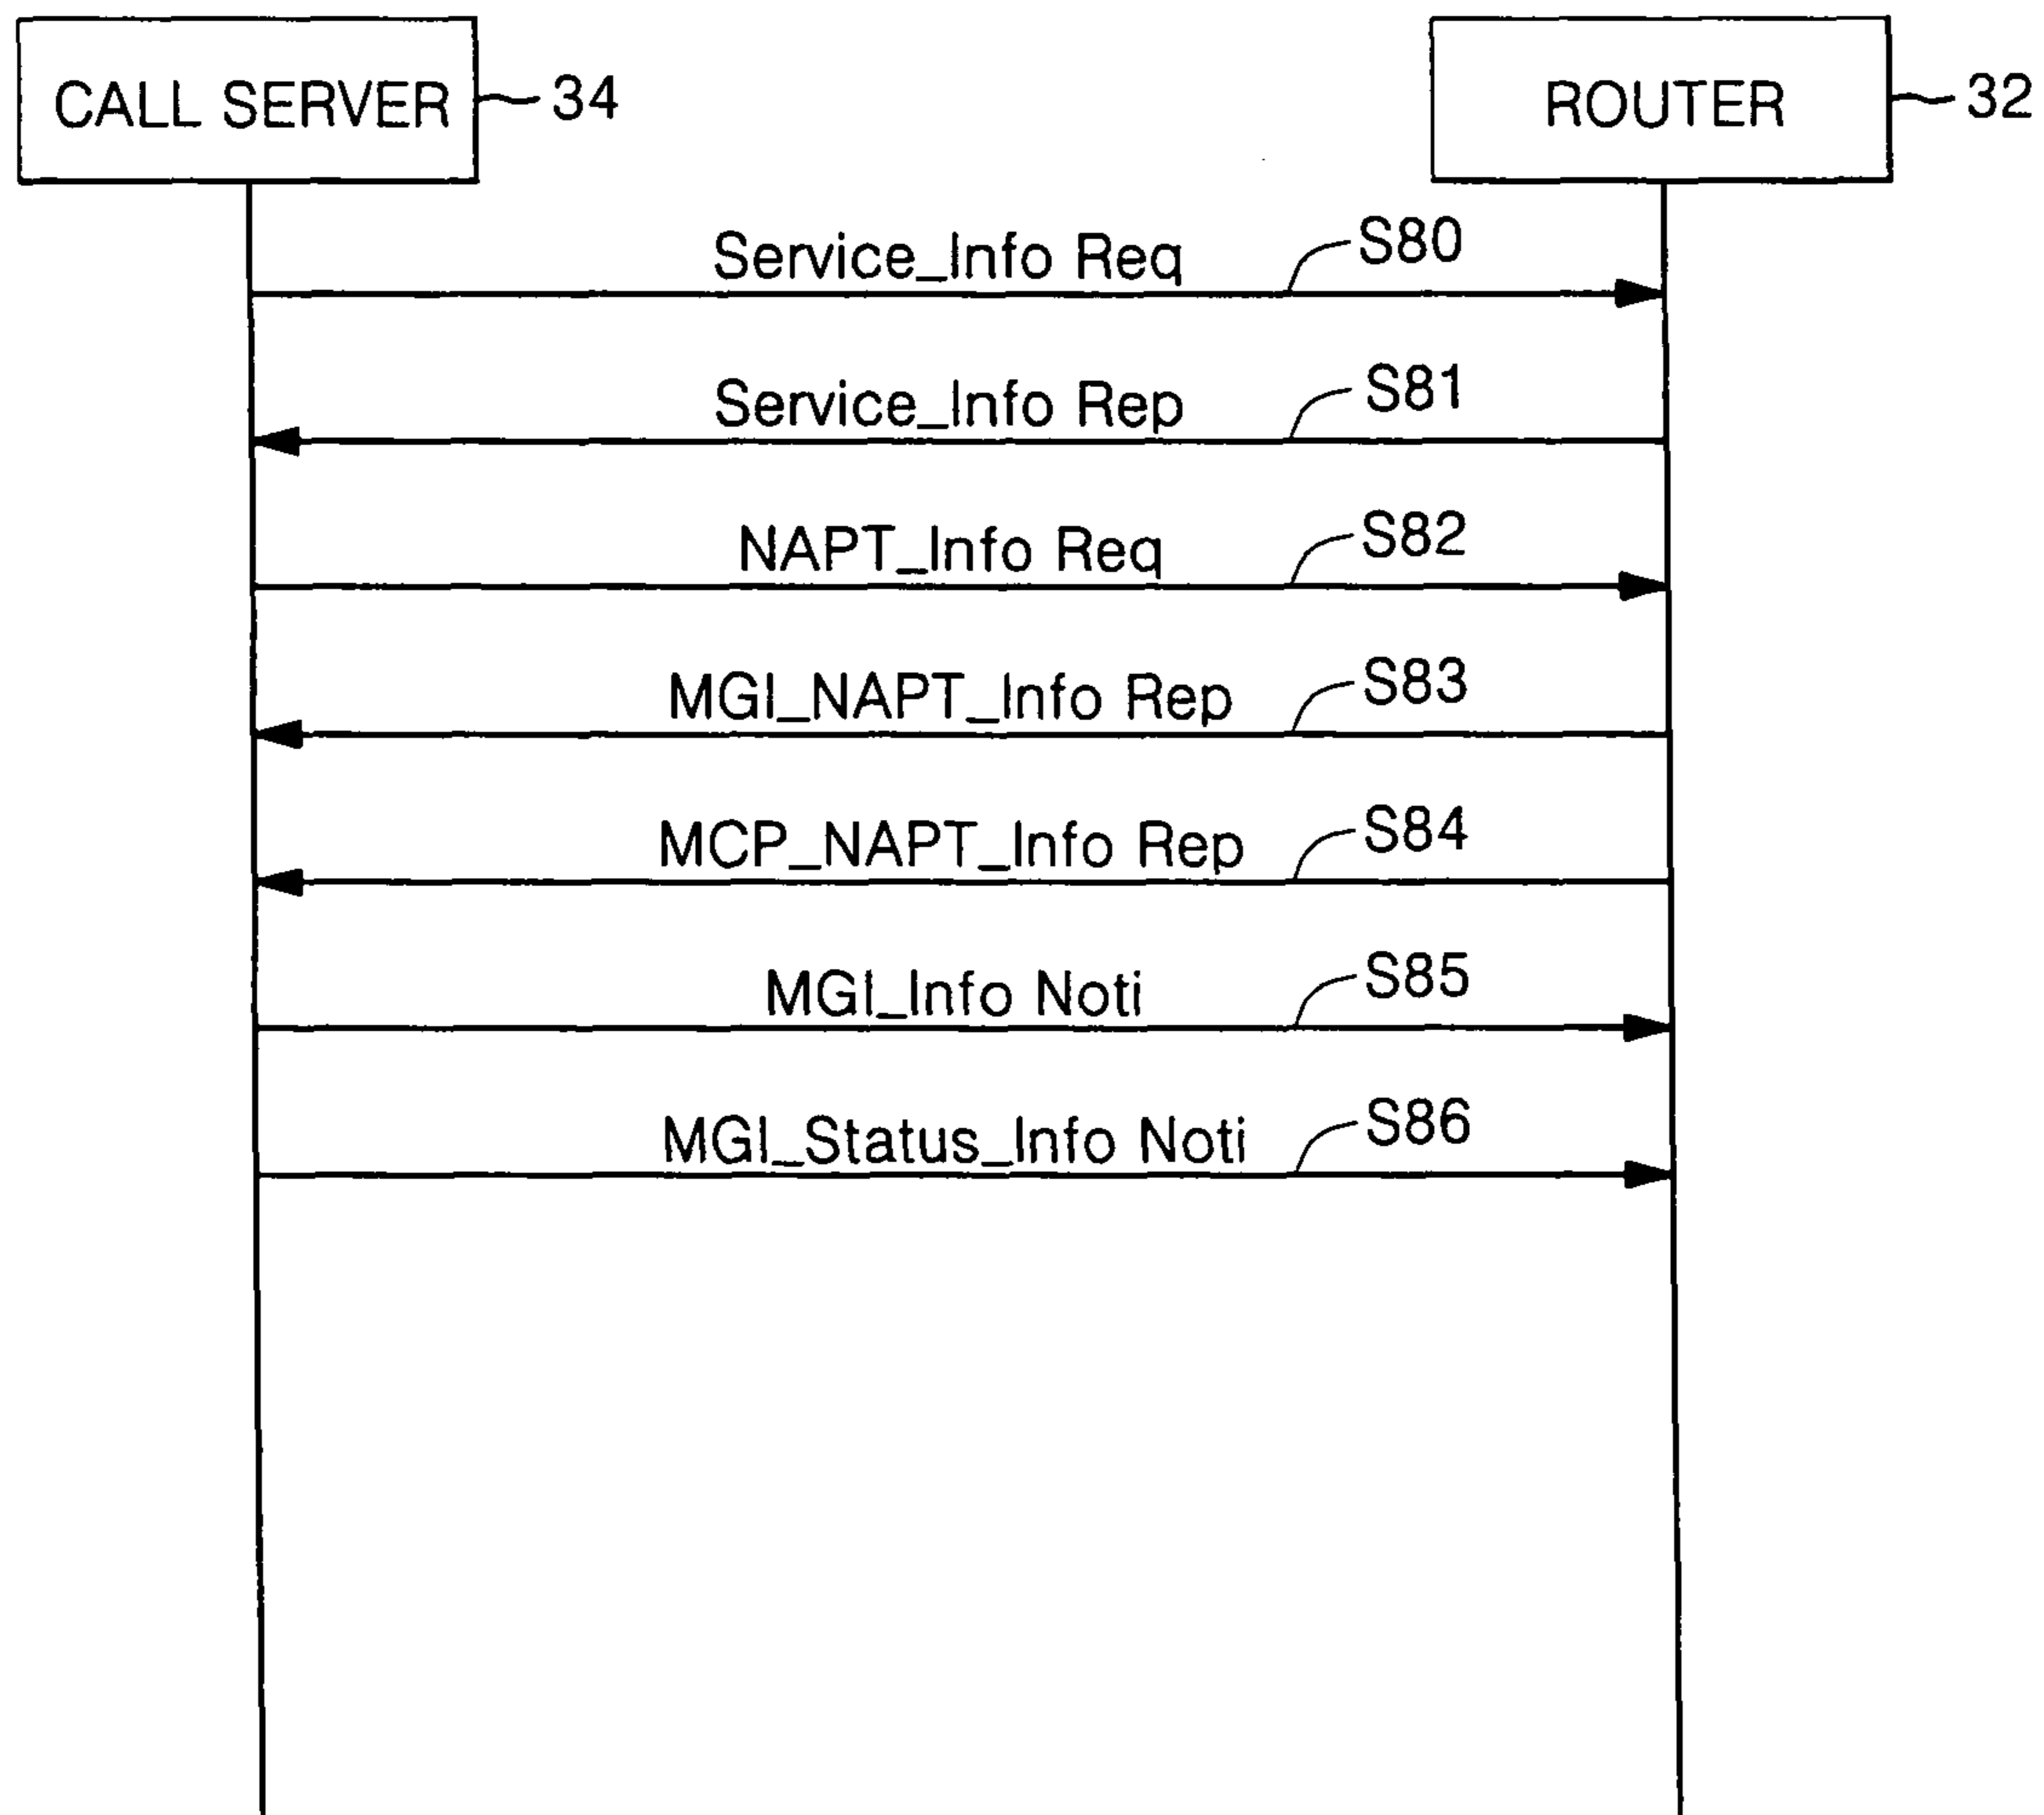 CALL SERVER 34
ROUTER 32
Service_Info Req S80
Service_Info Rep S81
NAPT_Info Req S82
MGI_NAPT_Info Rep S83
MCP_NAPT_Info Rep S84
MGI_Info Noti S85
MGI_Status_Info Noti S86